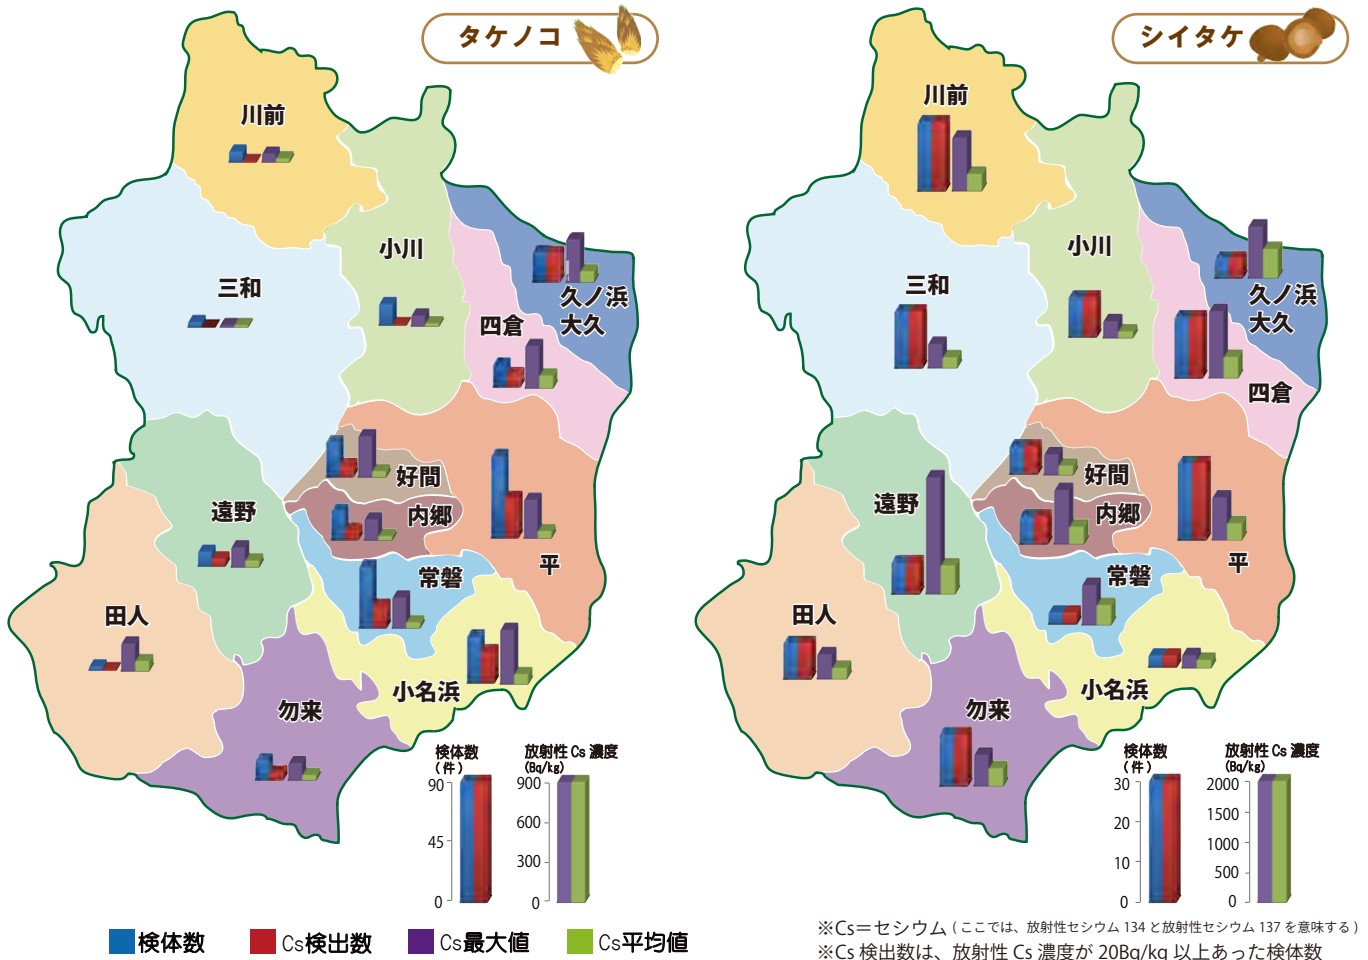 タケノコ
川前
小川
三和
久ノ浜
大久
四倉
好間
内郷
平
遠野
常磐
田人
小名浜
勿来
検体数
(件)
90
45
0
放射性 Cs 濃度
(Bq/kg)
900
600
300
0
シイタケ
川前
小川
三和
久ノ浜
大久
四倉
好間
内郷
平
遠野
常磐
田人
小名浜
勿来
検体数
(件)
30
20
10
0
放射性 Cs 濃度
(Bq/kg)
2000
1500
1000
500
0
検体数
Cs検出数
Cs最大値
Cs平均値
※Cs＝セシウム ( ここでは、放射性セシウム 134 と放射性セシウム 137 を意味する )
※Cs 検出数は、放射性 Cs 濃度が 20Bq/kg 以上あった検体数